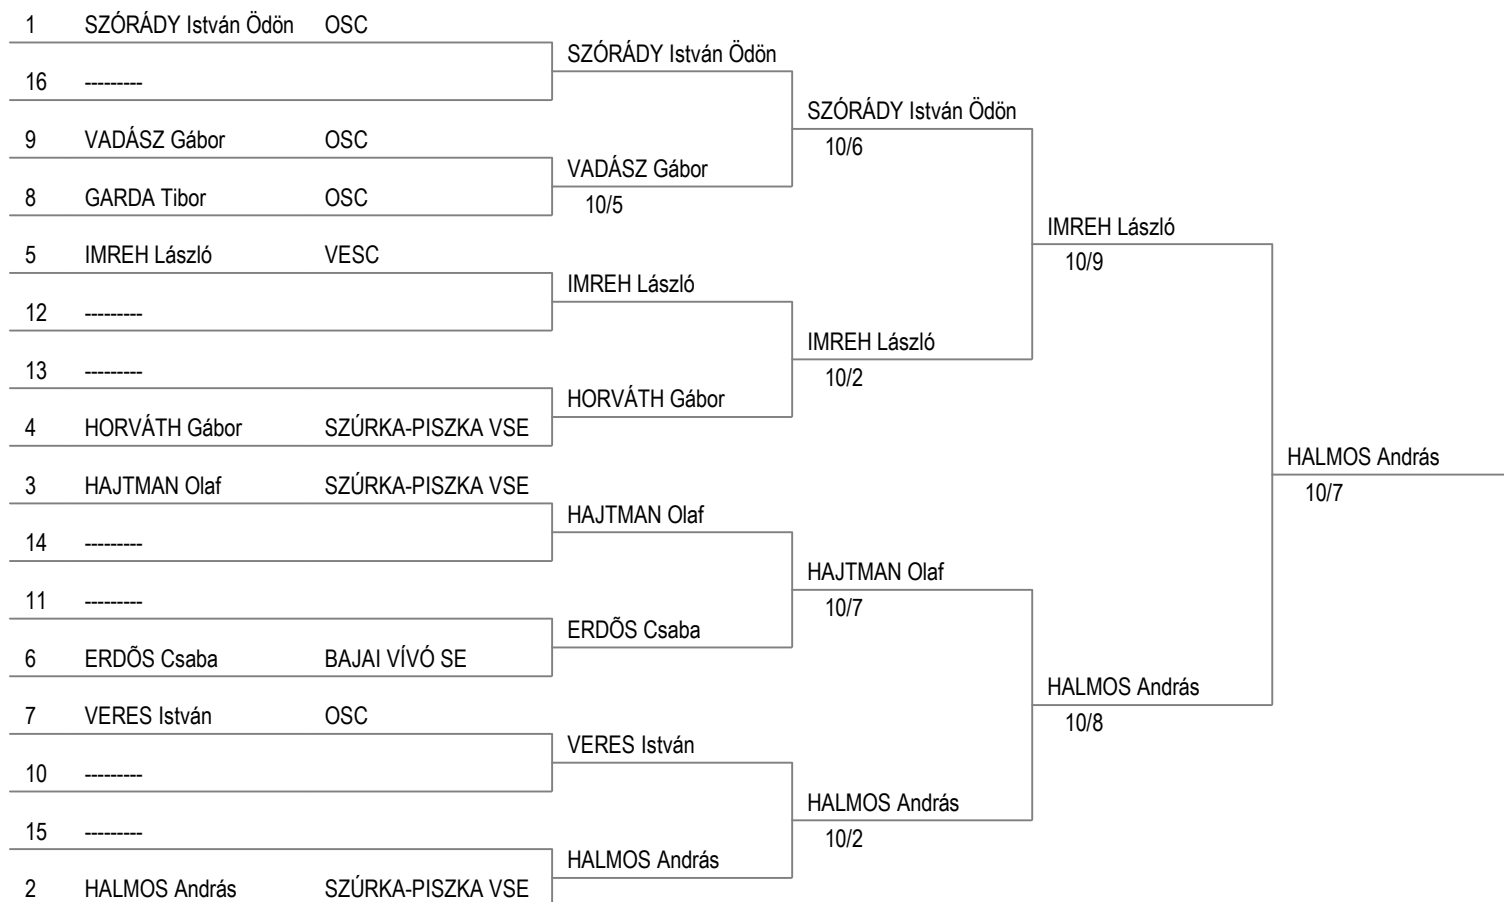 1 SZÓRÁDY István Ödön OSC
SZÓRÁDY István Ödön
16 ---------
SZÓRÁDY István Ödön
10/6
9 VADÁSZ Gábor OSC
VADÁSZ Gábor
10/5
8 GARDA Tibor OSC
IMREH László
10/9
5 IMREH László VESC
IMREH László
12 ---------
IMREH László
10/2
13 ---------
HORVÁTH Gábor
4 HORVÁTH Gábor SZÚRKA-PISZKA VSE
HALMOS András
10/7
3 HAJTMAN Olaf SZÚRKA-PISZKA VSE
HAJTMAN Olaf
14 ---------
HAJTMAN Olaf
10/7
11 ---------
ERDÕS Csaba
6 ERDÕS Csaba BAJAI VÍVÓ SE
HALMOS András
10/8
7 VERES István OSC
VERES István
10 ---------
HALMOS András
10/2
15 ---------
HALMOS András
2 HALMOS András SZÚRKA-PISZKA VSE